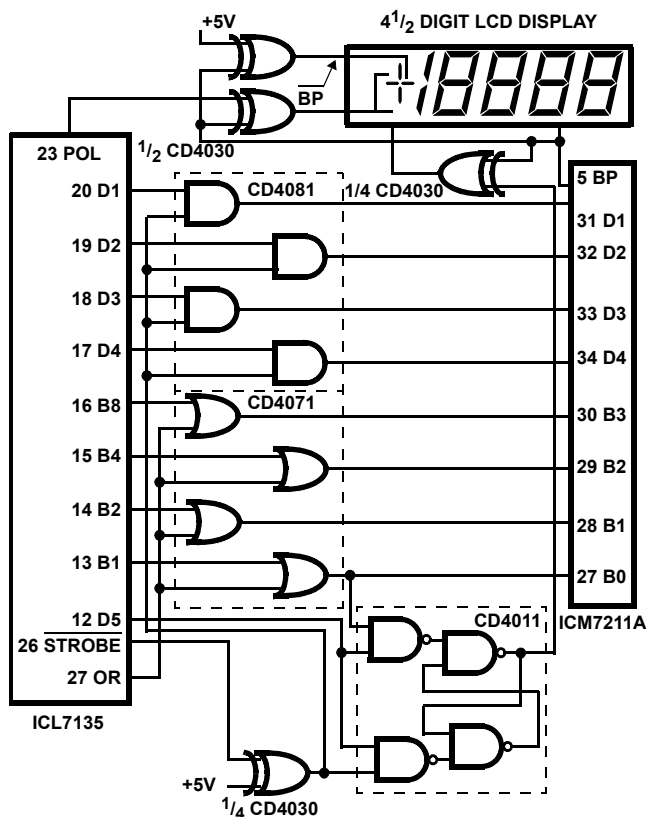 4 1/2 DIGIT LCD DISPLAY
+5V
BP
23 POL
1/2 CD4030
20 D1
CD4081
1/4 CD4030
5 BP
31 D1
19 D2
32 D2
18 D3
33 D3
17 D4
34 D4
16 B8
CD4071
30 B3
15 B4
29 B2
14 B2
28 B1
13 B1
27 B0
12 D5
CD4011
ICM7211A
26 STROBE
27 OR
ICL7135
+5V
1/4 CD4030